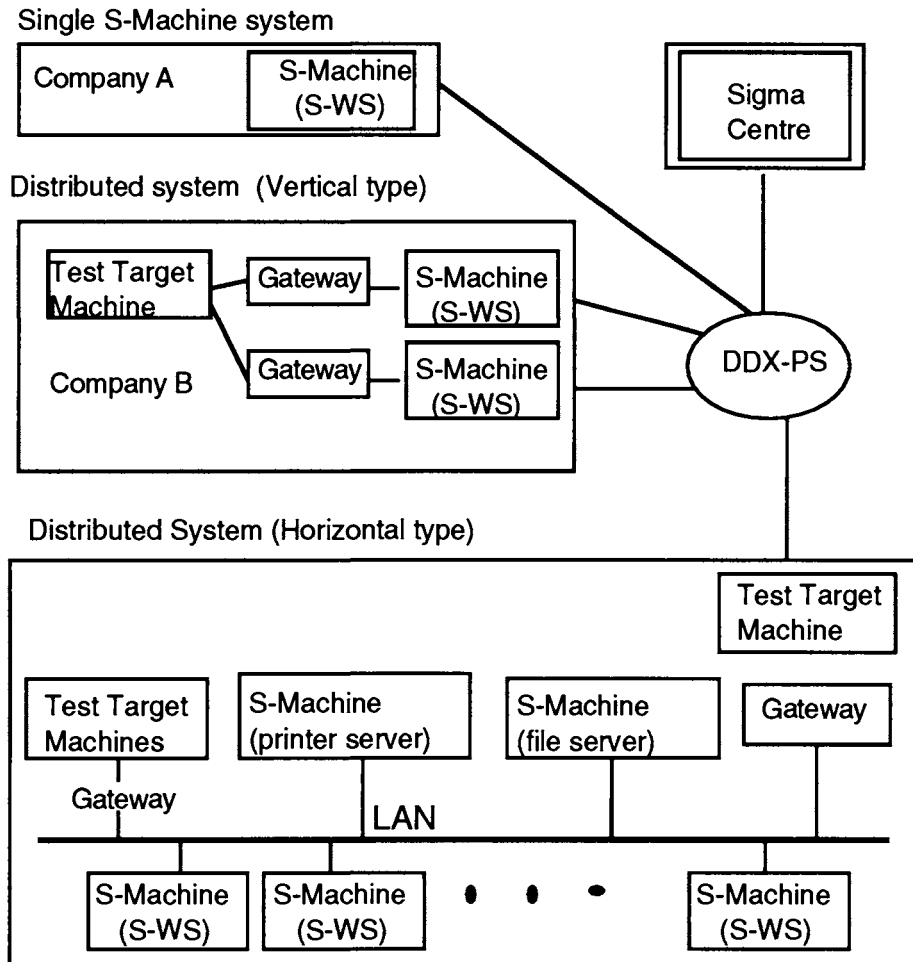 Single S-Machine system
Company A
S-Machine
(S-WS)
Sigma
Centre
Distributed system (Vertical type)
Test Target
Machine
Gateway
S-Machine
(S-WS)
Gateway
S-Machine
(S-WS)
Company B
DDX-PS
Distributed System (Horizontal type)
Test Target
Machine
Test Target
Machines
S-Machine
(printer server)
S-Machine
(file server)
Gateway
Gateway
LAN
S-Machine
(S-WS)
S-Machine
(S-WS)
S-Machine
(S-WS)